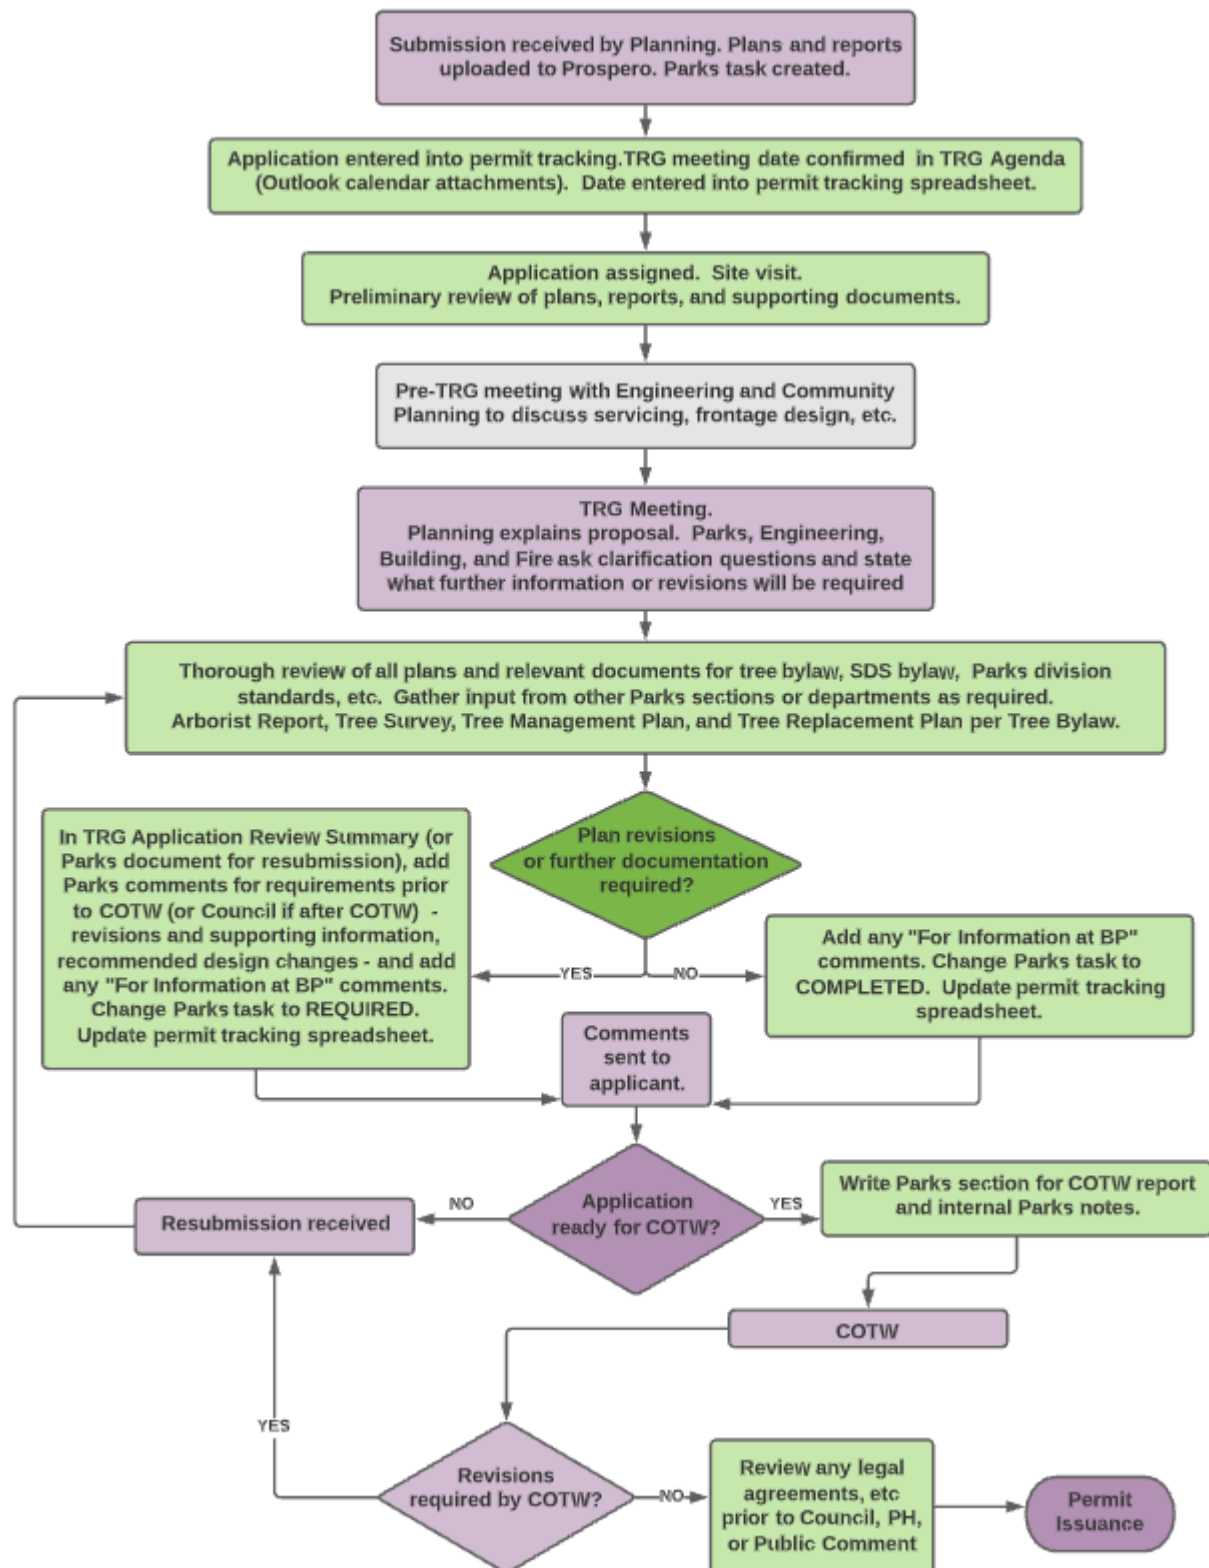 Submission received by Planning. Plans and reports
uploaded to Prospero. Parks task created.
Application entered into permit tracking.TRG meeting date confirmed in TRG Agenda
(Outlook calendar attachments). Date entered into permit tracking spreadsheet.
Application assigned. Site visit.
Preliminary review of plans, reports, and supporting documents.
Pre-TRG meeting with Engineering and Community
Planning to discuss servicing, frontage design, etc.
TRG Meeting.
Planning explains proposal. Parks, Engineering,
Building, and Fire ask clarification questions and state
what further information or revisions will be required
Thorough review of all plans and relevant documents for tree bylaw, SDS bylaw, Parks division
standards, etc. Gather input from other Parks sections or departments as required.
Arborist Report, Tree Survey, Tree Management Plan, and Tree Replacement Plan per Tree Bylaw.
Plan revisions
or further documentation
required?
YES
NO
In TRG Application Review Summary (or
Parks document for resubmission), add
Parks comments for requirements prior
to COTW (or Council if after COTW) -
revisions and supporting information,
recommended design changes - and add
any "For Information at BP" comments.
Change Parks task to REQUIRED.
Update permit tracking spreadsheet.
Add any "For Information at BP"
comments. Change Parks task to
COMPLETED. Update permit tracking
spreadsheet.
Comments
sent to
applicant.
Application
ready for COTW?
NO
YES
Resubmission received
Write Parks section for COTW report
and internal Parks notes.
COTW
YES
Revisions
required by COTW?
NO
Review any legal
agreements, etc
prior to Council, PH,
or Public Comment
Permit
Issuance